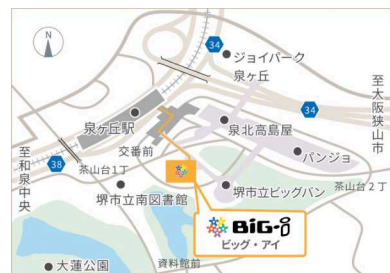 N
34
ジョイパーク
泉ヶ丘
至大阪狭山市
34
泉ヶ丘駅
泉北高島屋
交番前
パンジョ
38
至和泉中央
茶山台1丁
堺市立南図書館
堺市立ビッグバン
茶山台2丁
BiG-i
ビッグ・アイ
資料館前
大蓮公園